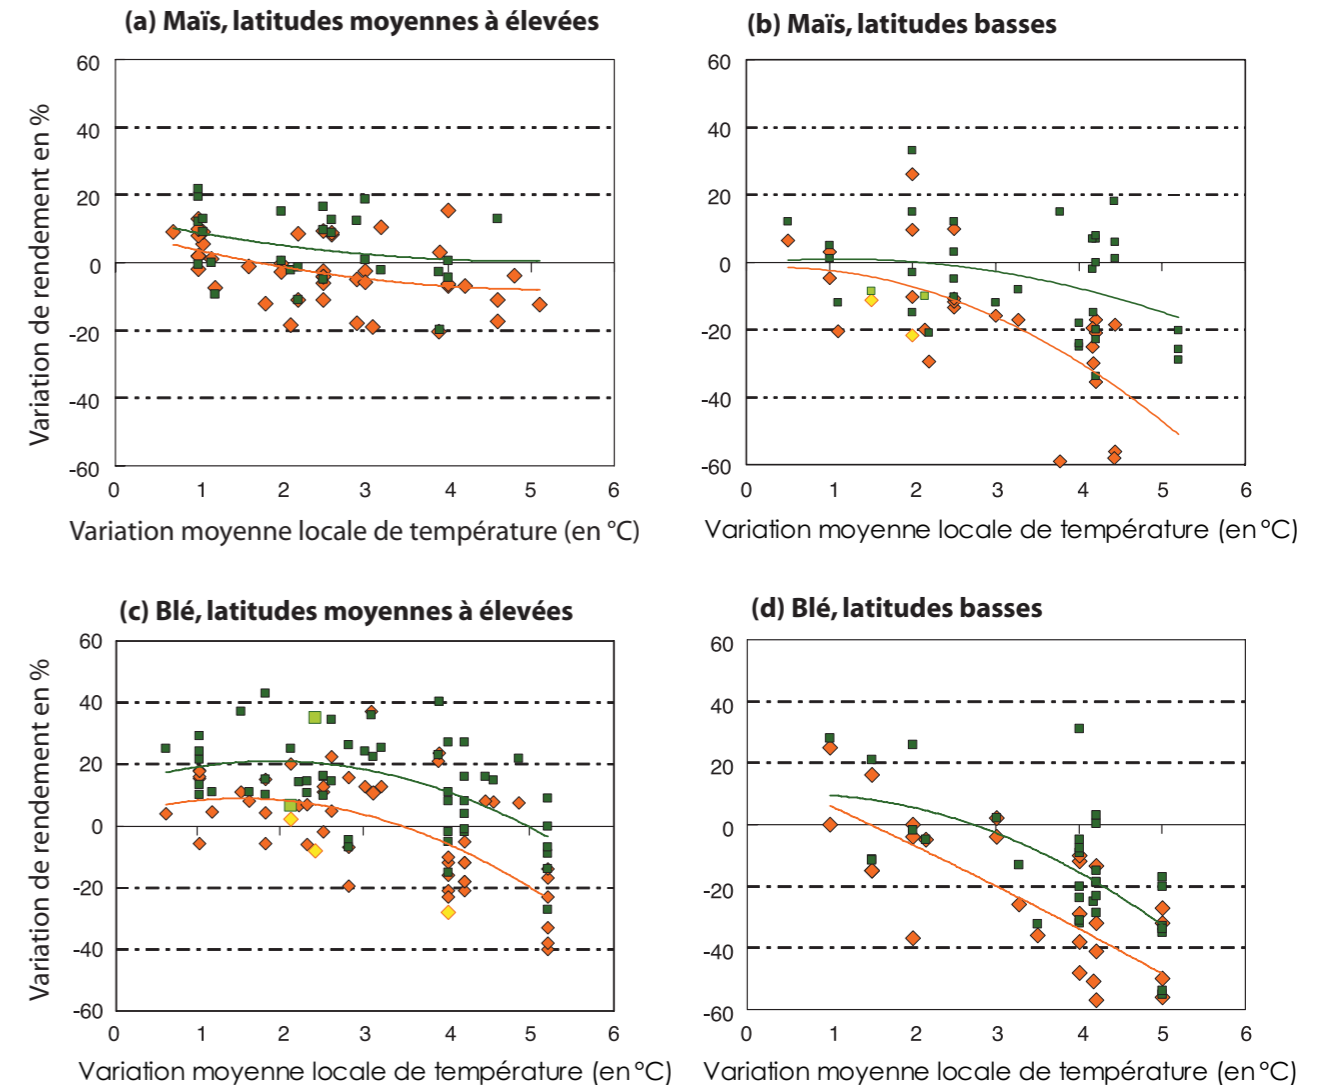 (a) Maïs, latitudes moyennes à élevées
(b) Maïs, latitudes basses
Variation de rendement en %
60
40
20
0
-20
-40
-60
0 1 2 3 4 5 6
Variation moyenne locale de température (en °C)
60
40
20
0
-20
-40
-60
0 1 2 3 4 5 6
Variation moyenne locale de température (en °C)
(c) Blé, latitudes moyennes à élevées
(d) Blé, latitudes basses
Variation de rendement en %
60
40
20
0
-20
-40
-60
0 1 2 3 4 5 6
Variation moyenne locale de température (en °C)
60
40
20
0
-20
-40
-60
0 1 2 3 4 5 6
Variation moyenne locale de température (en °C)